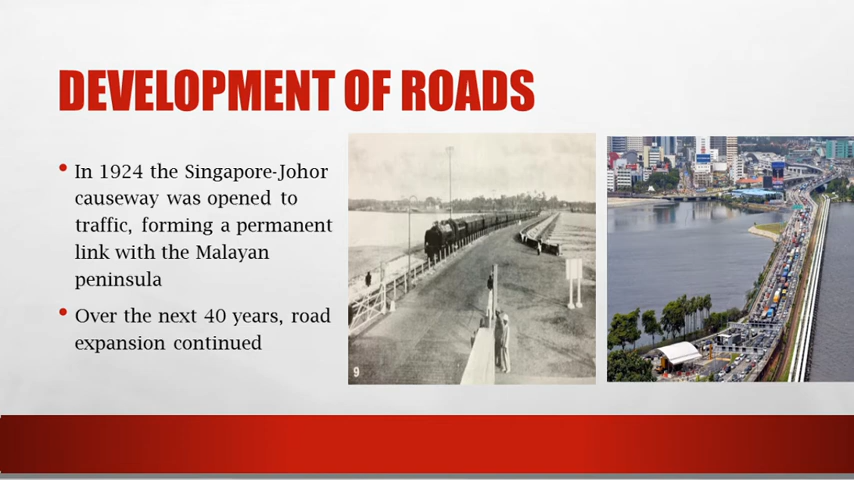 DEVELOPMENT OF ROADS
• In 1924 the Singapore-Johor
causeway was opened to
traffic, forming a permanent
link with the Malayan
peninsula
• Over the next 40 years, road
expansion continued
9